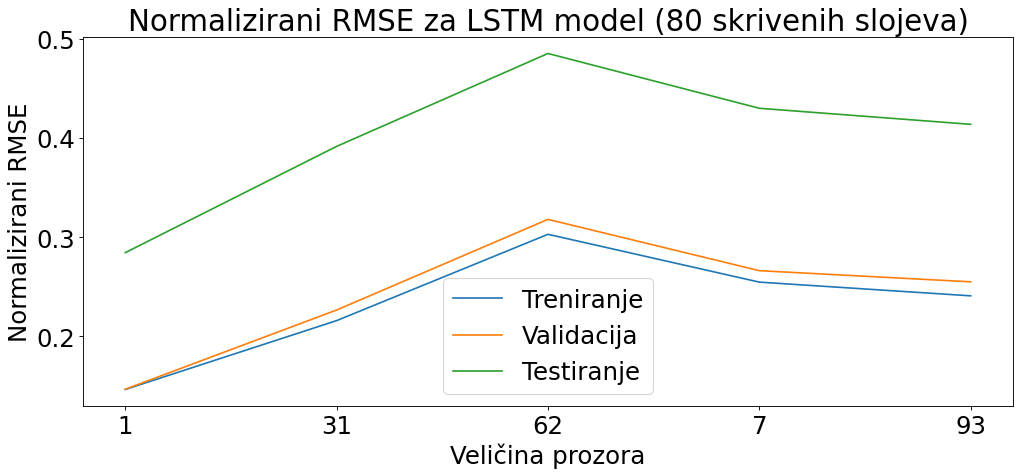 Normalizirani RMSE za LSTM model (80 skrivenih slojeva)
0.5
0.4
0.3
0.2
Normalizirani RMSE
Treniranje
Validacija
Testiranje
1 31 62 7 93
Veličina prozora